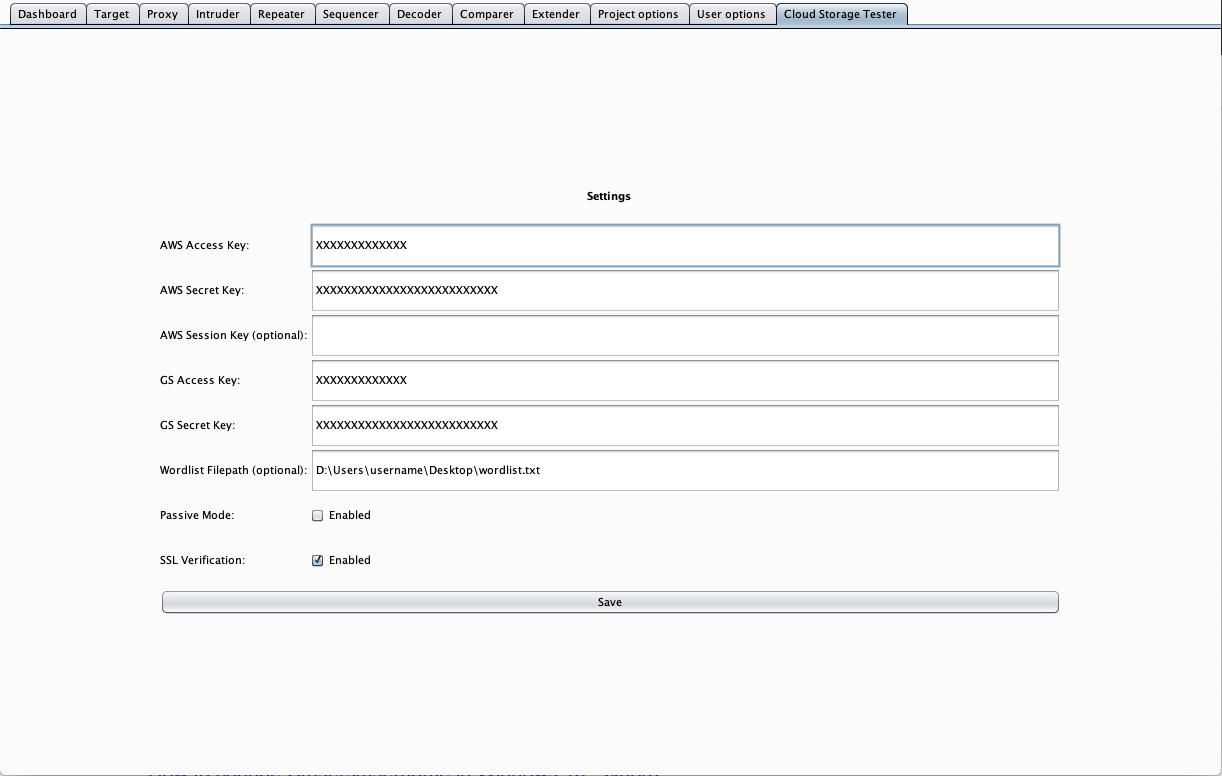 Dashboard Target Proxy Intruder Repeater Sequencer Decoder Comparer Extender Project options User options Cloud Storage Tester
Settings
AWS Access Key: XXXXXXXXXXXXX
AWS Secret Key: XXXXXXXXXXXXXXXXXXXXXXXXXX
AWS Session Key (optional):
GS Access Key: XXXXXXXXXXXXX
GS Secret Key: XXXXXXXXXXXXXXXXXXXXXXXXXX
Wordlist Filepath (optional): D:\Users\username\Desktop\wordlist.txt
Passive Mode: Enabled
SSL Verification: Enabled
Save